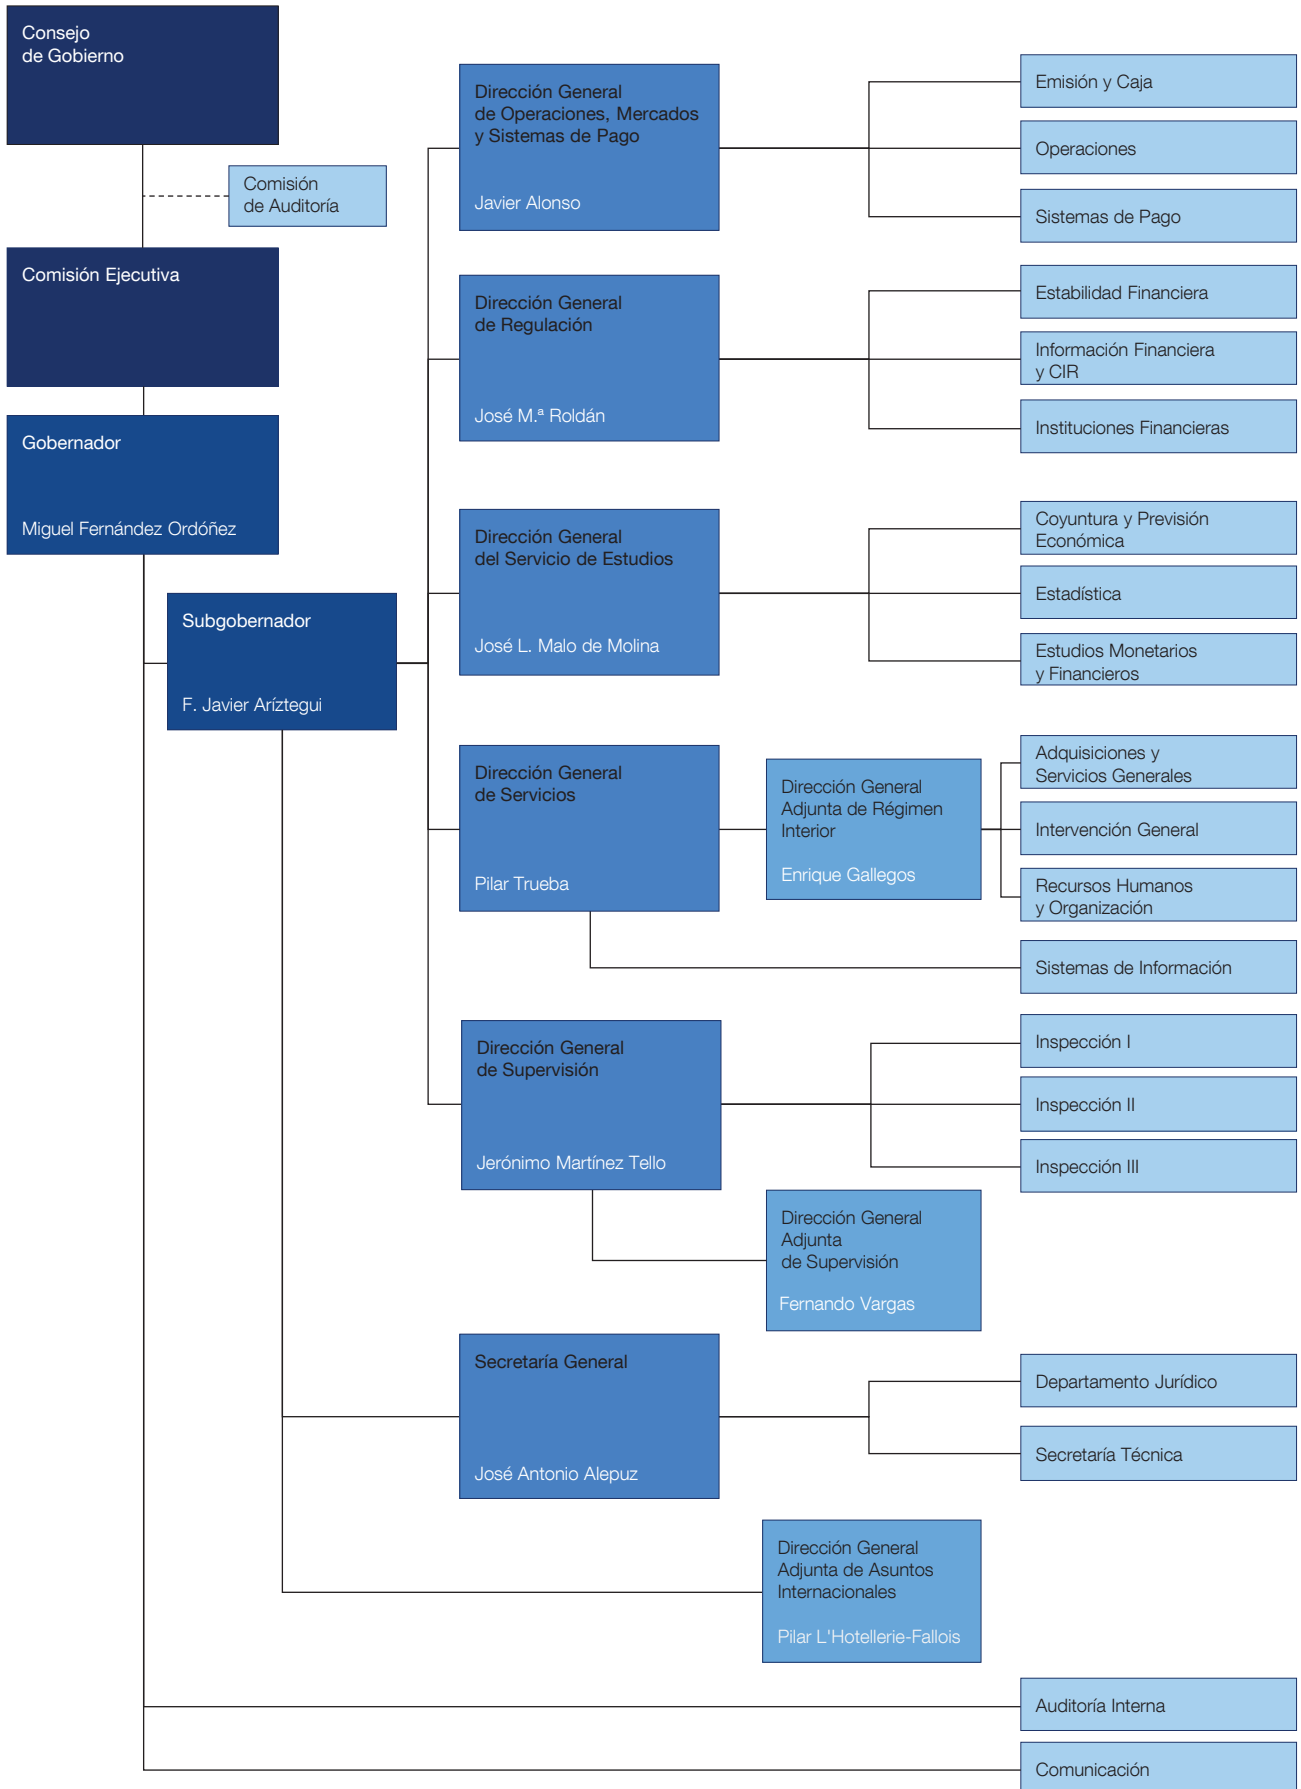 Consejo
de Gobierno
Comisión
de Auditoría
Comisión Ejecutiva
Gobernador
Miguel Fernández Ordóñez
Subgobernador
F. Javier Aríztegui
Dirección General
de Operaciones, Mercados
y Sistemas de Pago
Javier Alonso
Emisión y Caja
Operaciones
Sistemas de Pago
Dirección General
de Regulación
José M.ª Roldán
Estabilidad Financiera
Información Financiera
y CIR
Instituciones Financieras
Dirección General
del Servicio de Estudios
José L. Malo de Molina
Coyuntura y Previsión
Económica
Estadística
Estudios Monetarios
y Financieros
Dirección General
de Servicios
Pilar Trueba
Dirección General
Adjunta de Régimen
Interior
Enrique Gallegos
Adquisiciones y
Servicios Generales
Intervención General
Recursos Humanos
y Organización
Sistemas de Información
Dirección General
de Supervisión
Jerónimo Martínez Tello
Inspección I
Inspección II
Inspección III
Dirección General
Adjunta
de Supervisión
Fernando Vargas
Secretaría General
José Antonio Alepuz
Departamento Jurídico
Secretaría Técnica
Dirección General
Adjunta de Asuntos
Internacionales
Pilar L'Hotellerie-Fallois
Auditoría Interna
Comunicación